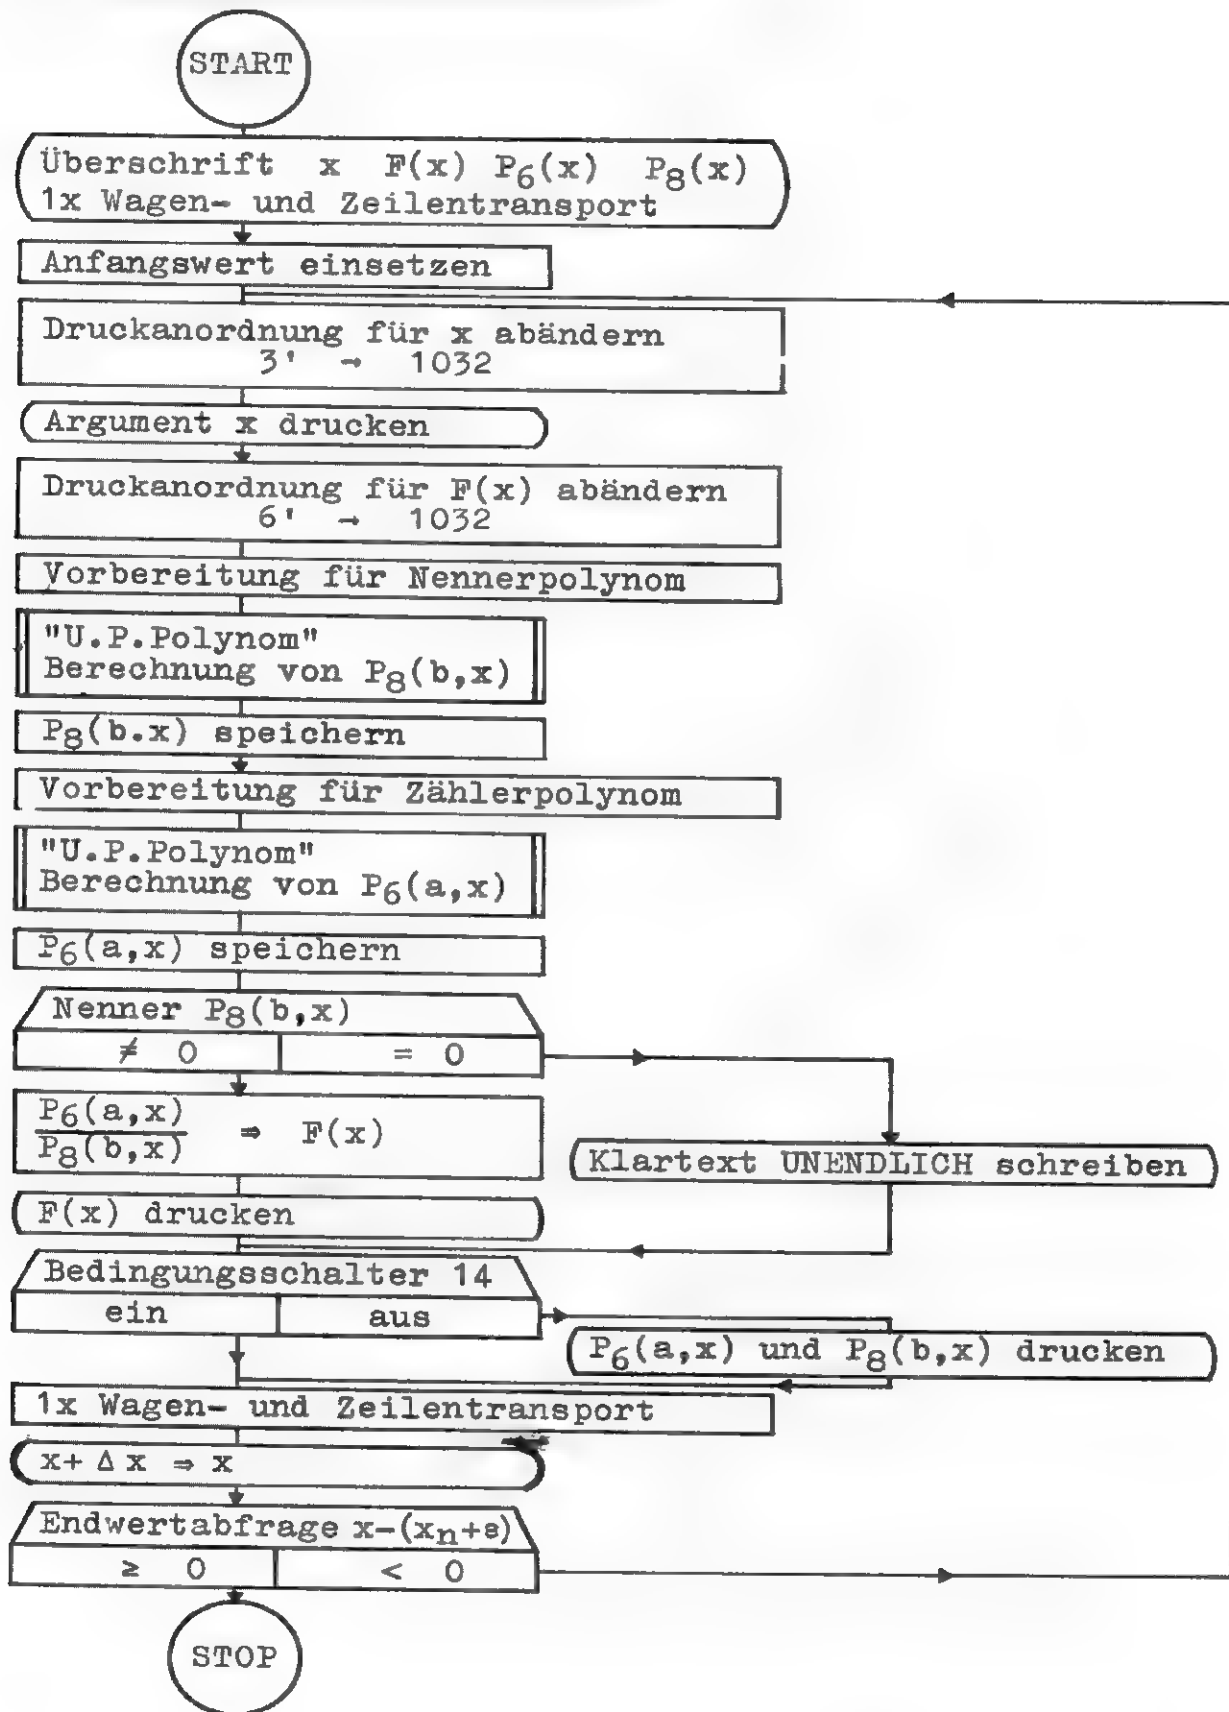 START
Überschrift x F(x) P₆(x) P₈(x)
1x Wagen- und Zeilentransport
Anfangswert einsetzen
Druckanordnung für x abändern
3' → 1032
Argument x drucken
Druckanordnung für F(x) abändern
6' → 1032
Vorbereitung für Nennerpolynom
"U.P.Polynom"
Berechnung von P₈(b,x)
P₈(b.x) speichern
Vorbereitung für Zählerpolynom
"U.P.Polynom"
Berechnung von P₆(a,x)
P₆(a,x) speichern
Nenner P₈(b,x)
≠ 0 = 0
P₆(a,x)
P₈(b,x) ⇒ F(x)
Klartext UNENDLICH schreiben
F(x) drucken
Bedingungsschalter 14
ein aus
P₆(a,x) und P₈(b,x) drucken
1x Wagen- und Zeilentransport
x+ Δ x ⇒ x
Endwertabfrage x-(xₙ+s)
≥ 0 < 0
STOP